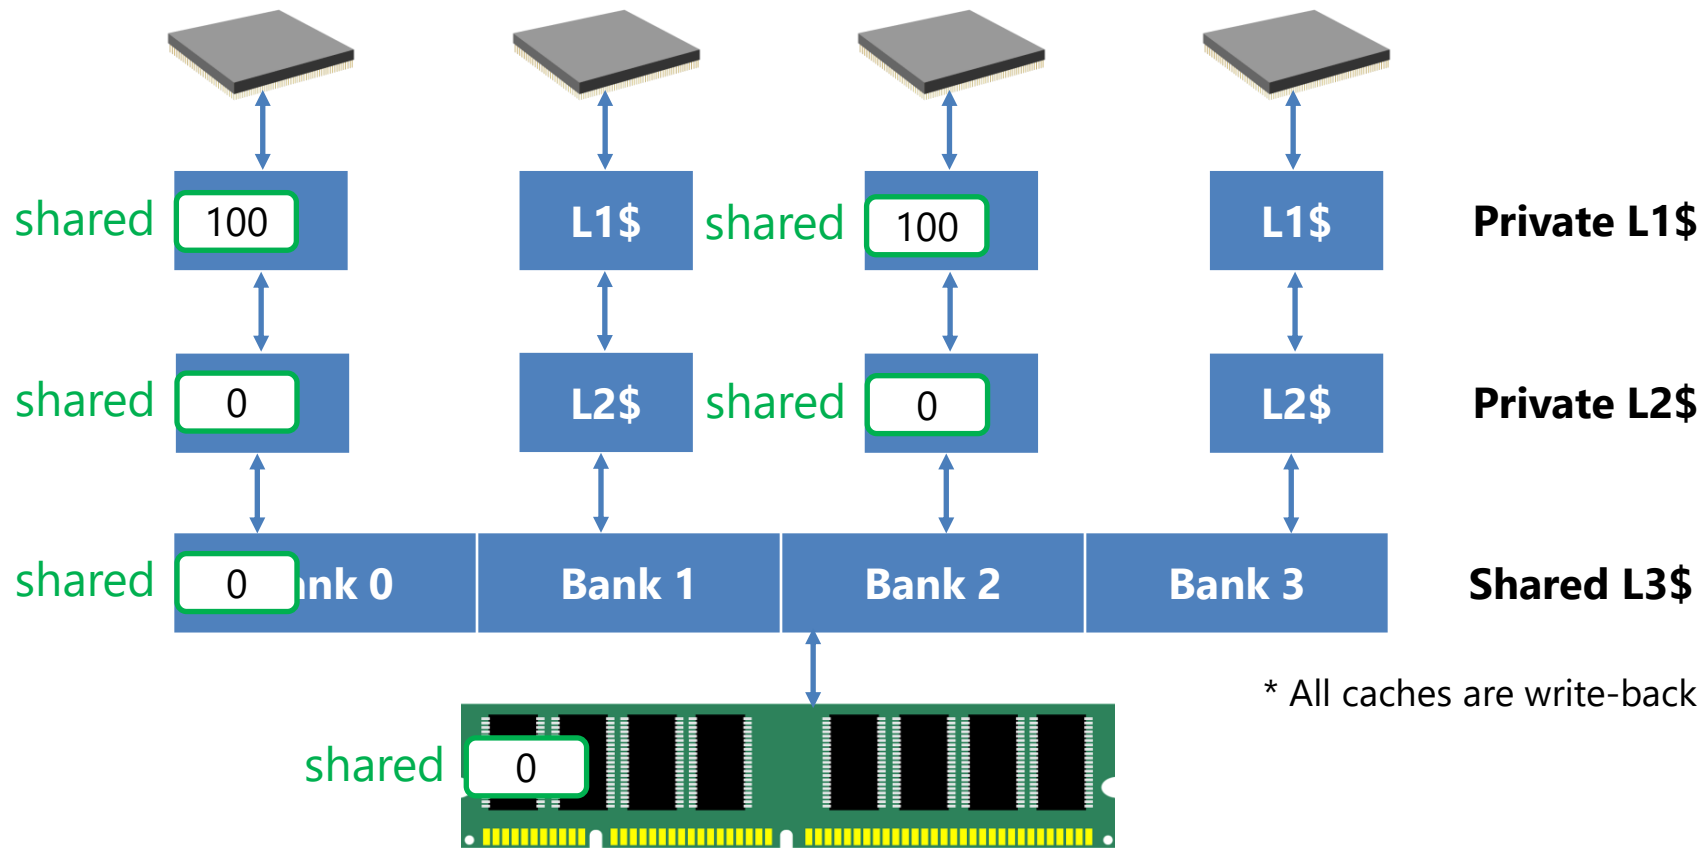 shared 100 L1$ shared 100 L1$ Private L1$
shared 0 L2$ shared 0 L2$ Private L2$
shared 0 ank 0 Bank 1 Bank 2 Bank 3 Shared L3$
* All caches are write-back
shared 0